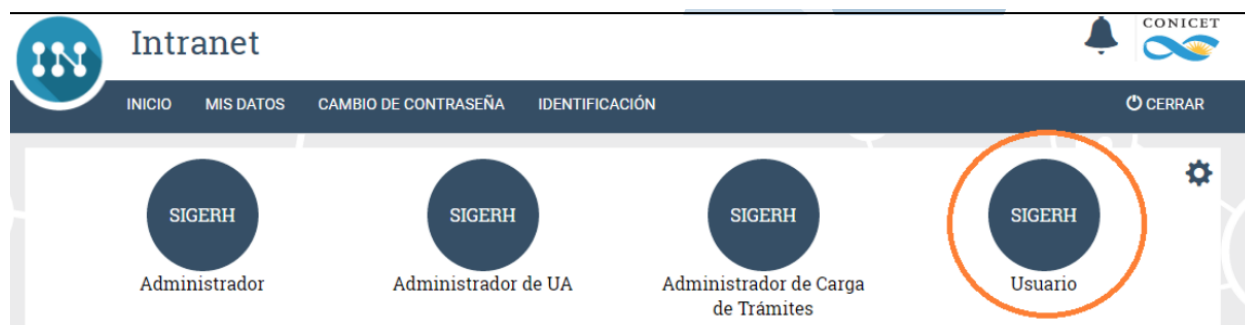 IN
Intranet
CONICET
INICIO MIS DATOS CAMBIO DE CONTRASEÑA IDENTIFICACIÓN CERRAR
SIGERH SIGERH SIGERH SIGERH
Administrador Administrador de UA Administrador de Carga Usuario
de Trámites